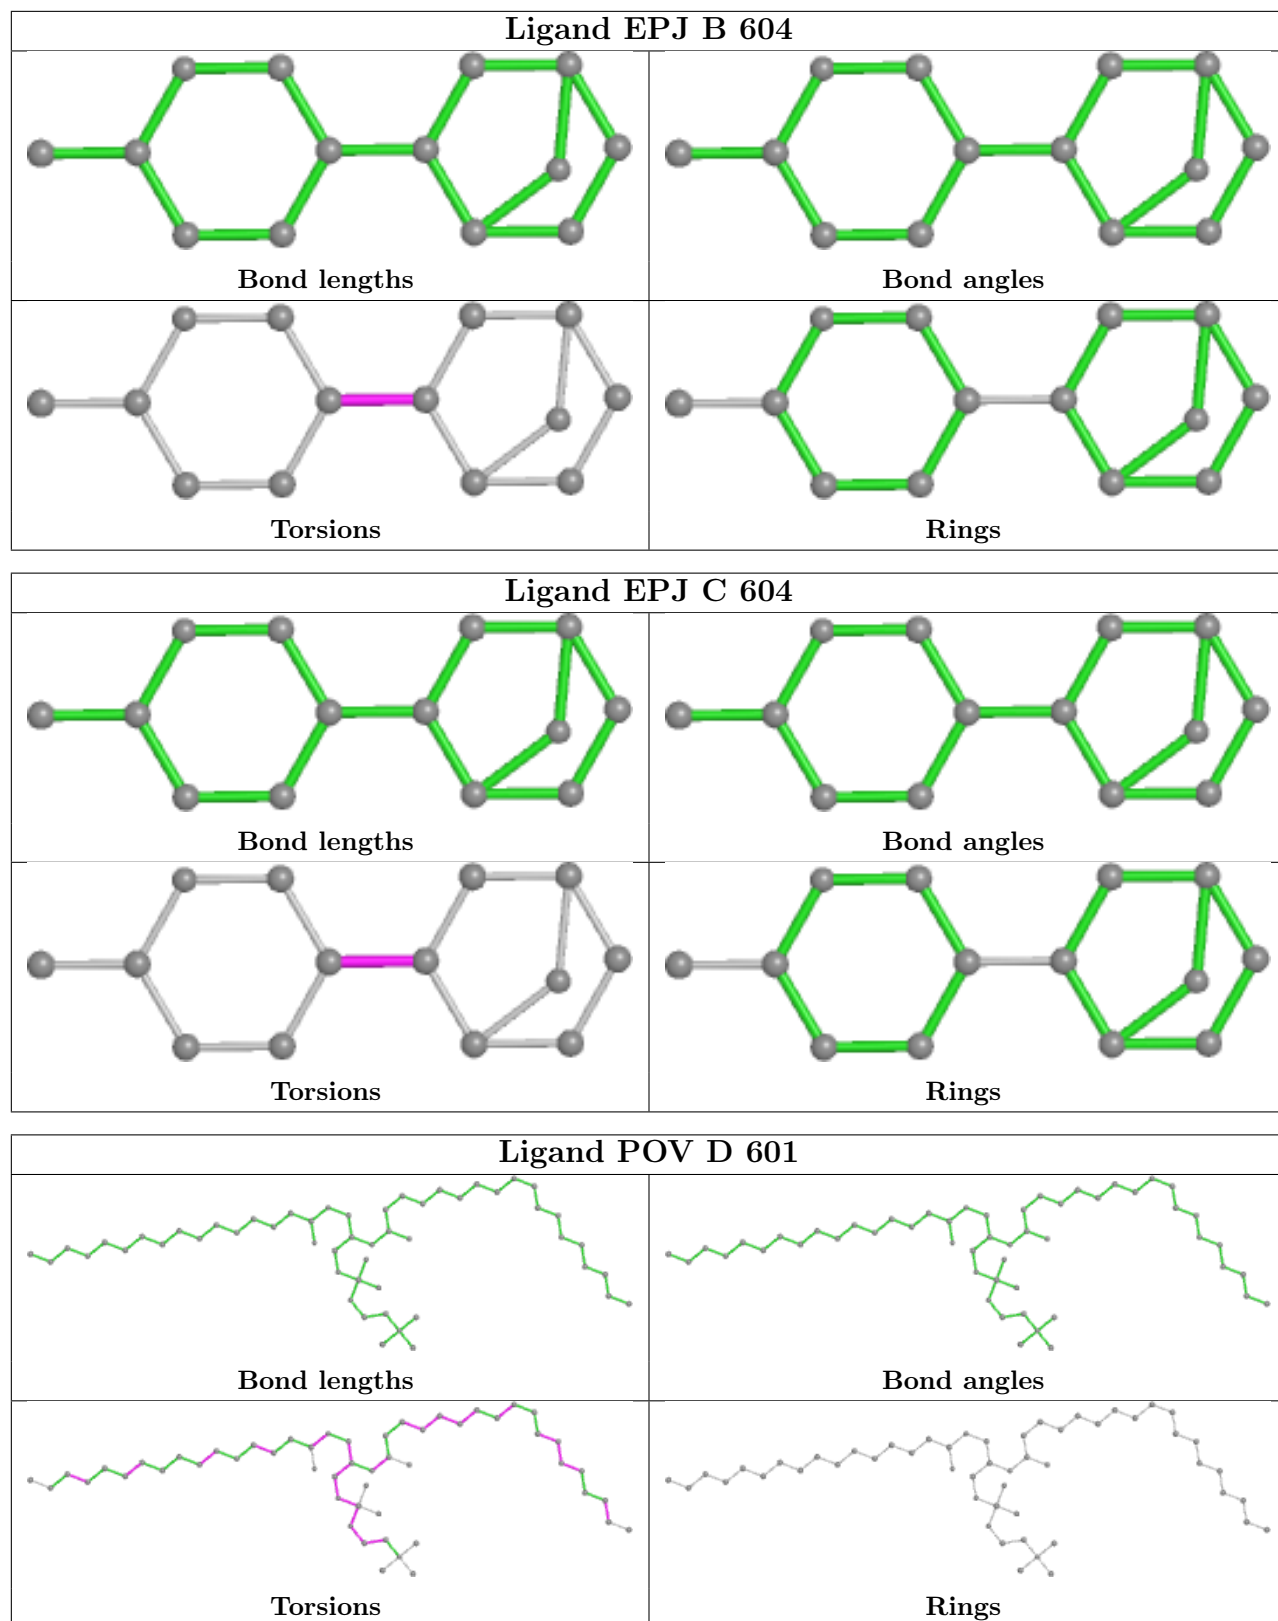 Ligand EPJ B 604
Bond lengths
Bond angles
Torsions
Rings
Ligand EPJ C 604
Bond lengths
Bond angles
Torsions
Rings
Ligand POV D 601
Bond lengths
Bond angles
Torsions
Rings